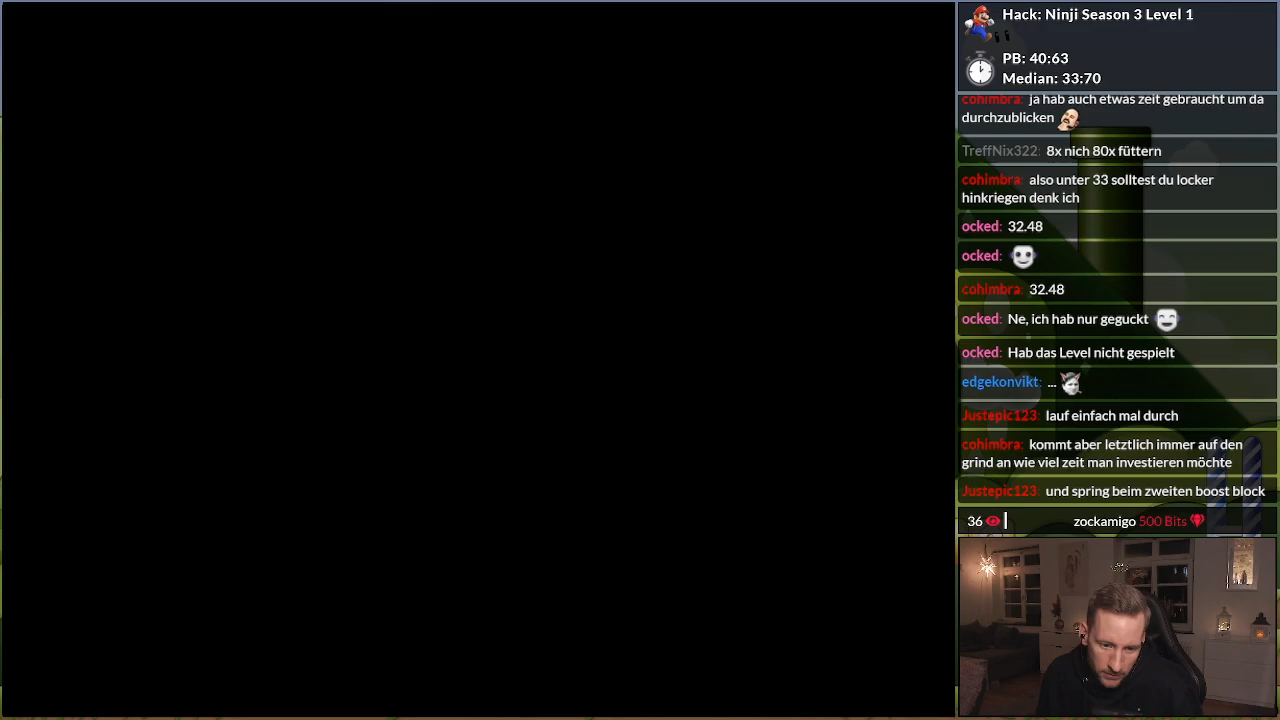 Hack: Ninji Season 3 Level 1
PB: 40:63
Median: 33:70
cohimbra: ja hab auch etwas zeit gebraucht um da
durchzublicken
TreffNix322: 8x nich 80x füttern
cohimbra: also unter 33 solltest du locker
hinkriegen denk ich
ocked: 32.48
ocked:
cohimbra: 32.48
ocked: Ne, ich hab nur geguckt
ocked: Hab das Level nicht gespielt
edgekonvikt: ...
Justepic123: lauf einfach mal durch
cohimbra: kommt aber letztlich immer auf den
grind an wie viel zeit man investieren möchte
Justepic123: und spring beim zweiten boost block
36 zockamigo 500 Bits